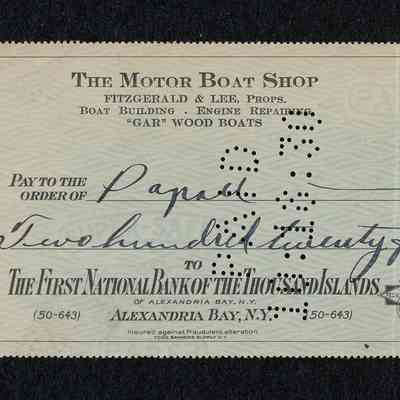 THE MOTOR BOAT SHOP
FITZGERALD & LEE, PROPS.
BOAT BUILDING - ENGINE REPAIRING
"GAR" WOOD BOATS
PAY TO THE
ORDER OF
Two hundred twenty
TO
THE FIRST NATIONAL BANK OF THE THOUSAND ISLANDS
OF ALEXANDRIA BAY, N.Y.
(50-643) ALEXANDRIA BAY, N.Y. (50-643)
Insured against fraudulent alteration
PAID